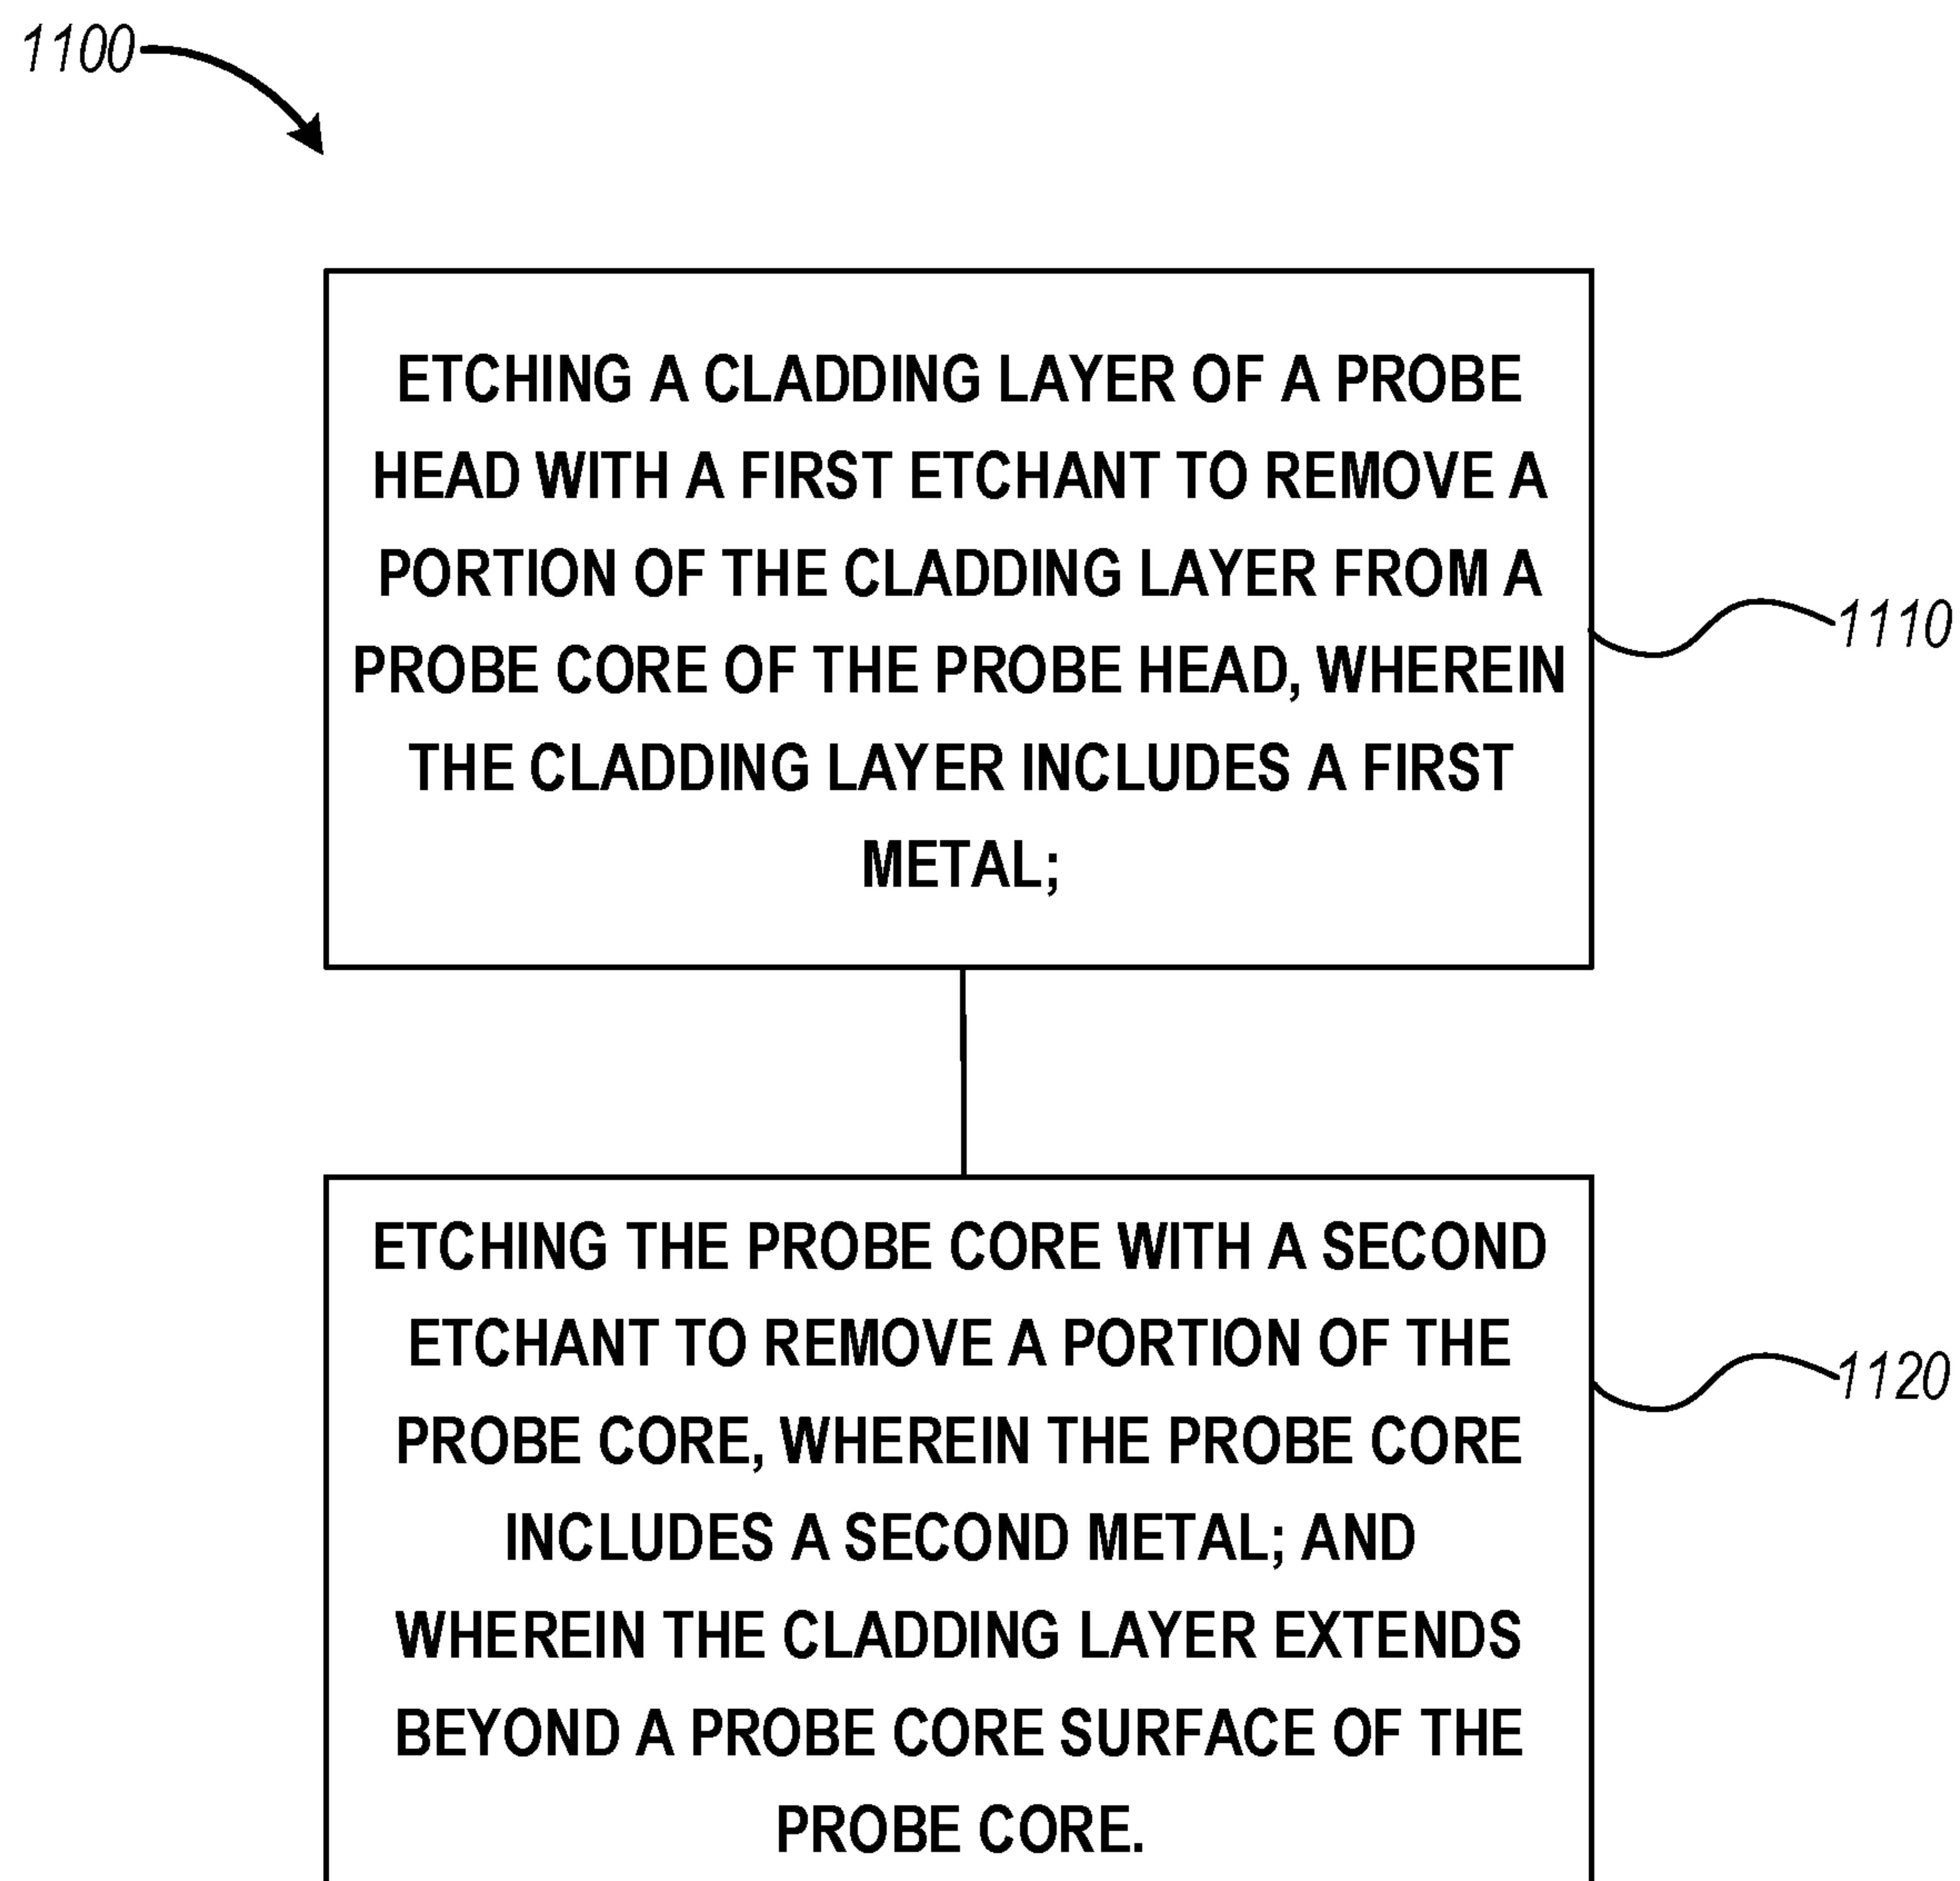 1100
ETCHING A CLADDING LAYER OF A PROBE
HEAD WITH A FIRST ETCHANT TO REMOVE A
PORTION OF THE CLADDING LAYER FROM A
PROBE CORE OF THE PROBE HEAD, WHEREIN
THE CLADDING LAYER INCLUDES A FIRST
METAL;
1110
ETCHING THE PROBE CORE WITH A SECOND
ETCHANT TO REMOVE A PORTION OF THE
PROBE CORE, WHEREIN THE PROBE CORE
INCLUDES A SECOND METAL; AND
WHEREIN THE CLADDING LAYER EXTENDS
BEYOND A PROBE CORE SURFACE OF THE
PROBE CORE.
1120